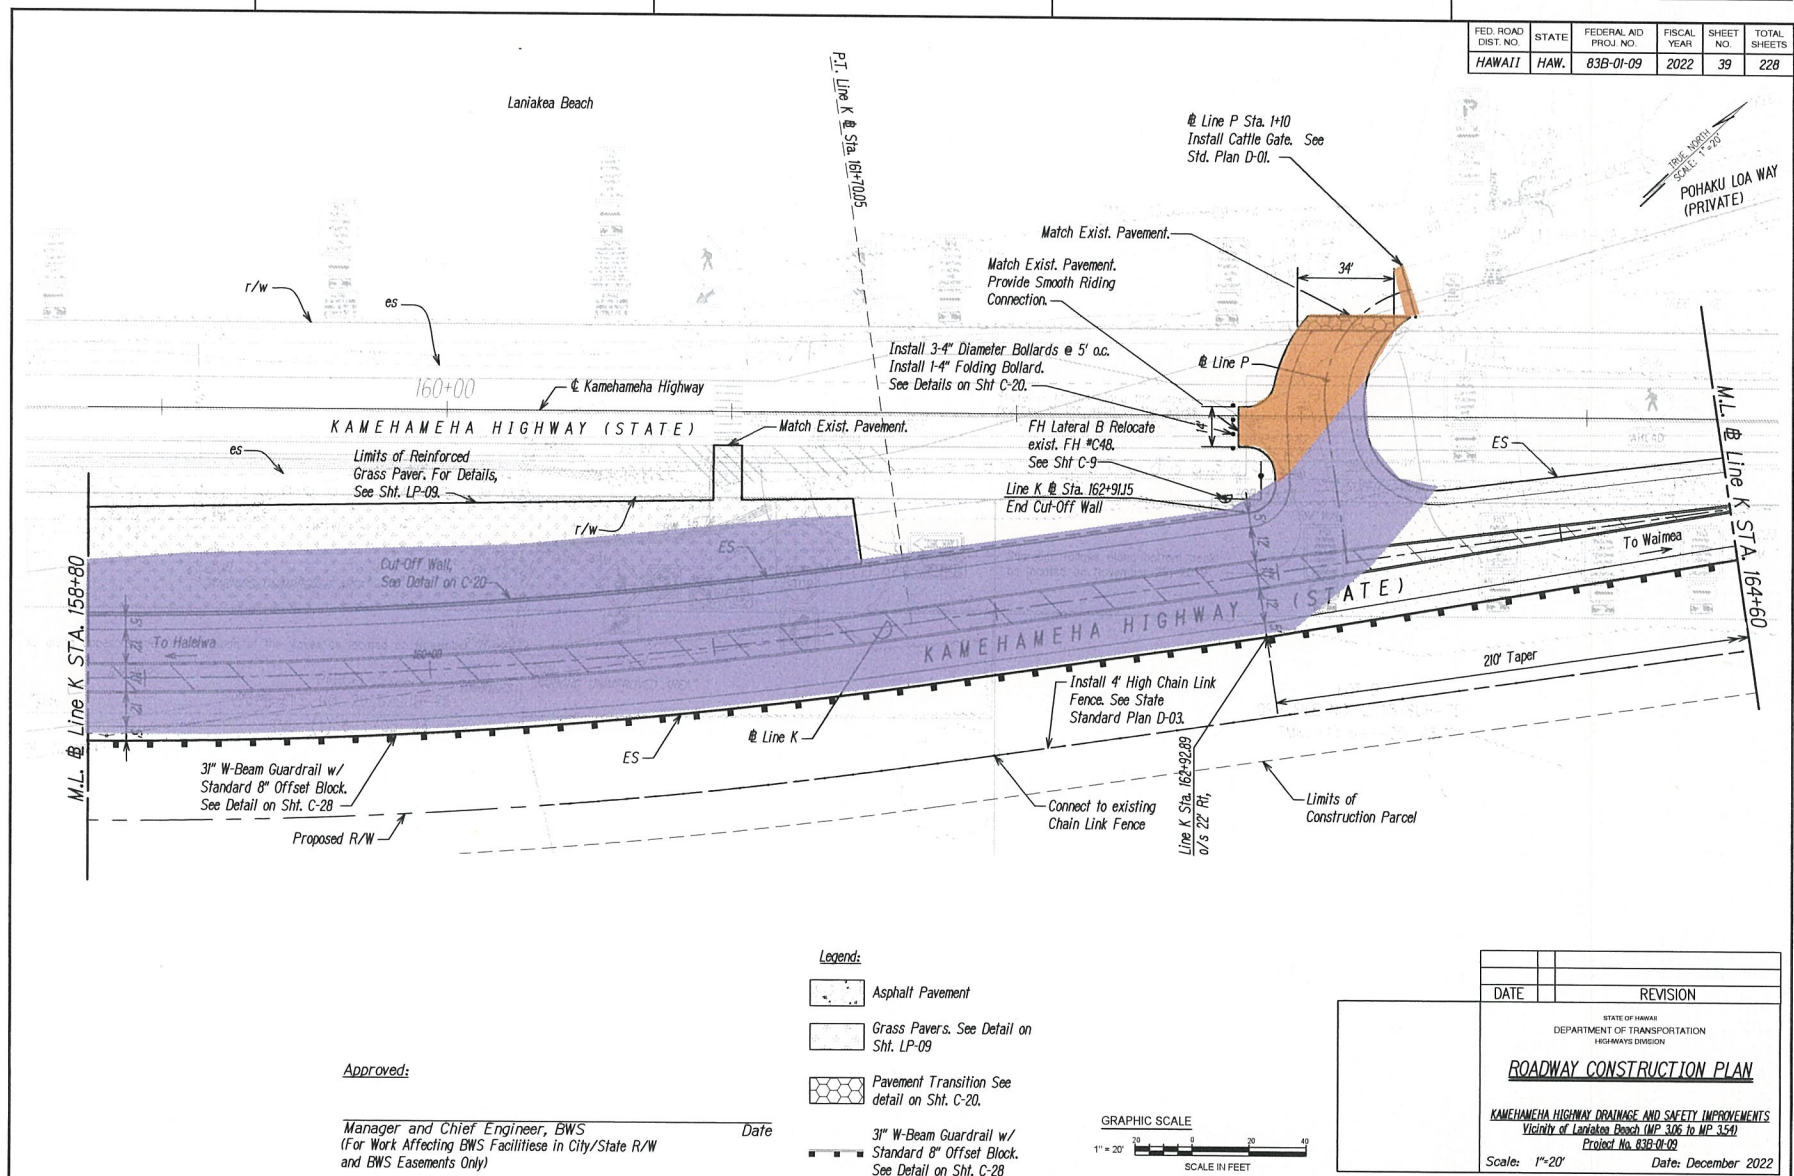 FED. ROAD DIST. NO.
STATE
FEDERAL AID PROJ. NO.
FISCAL YEAR
SHEET NO.
TOTAL SHEETS
HAWAII
HAW.
83B-01-09
2022
39
228
Laniakea Beach
P.T. Line K ⅊ Sta. 161+70.05
⅊ Line P Sta. 1+10
Install Cattle Gate. See
Std. Plan D-01.
TRUE NORTH
SCALE: 1"=20'
POHAKU LOA WAY
(PRIVATE)
Match Exist. Pavement.
Match Exist. Pavement.
Provide Smooth Riding
Connection.
34'
r/w
es
Install 3-4" Diameter Bollards @ 5' o.c.
Install 1-4" Folding Bollard.
See Details on Sht C-20.
⅊ Line P
160+00
℄ Kamehameha Highway
KAMEHAMEHA HIGHWAY (STATE)
Match Exist. Pavement.
14'
FH Lateral B Relocate
exist. FH #C48.
See Sht C-9
AHEAD
ES
es
Limits of Reinforced
Grass Paver. For Details,
See Sht. LP-09.
Line K ⅊ Sta. 162+91.15
End Cut-Off Wall
r/w
ES
Cut-Off Wall,
See Detail on C-20
5'
12'
12'
5'
To Waimea
M.L. ⅊ Line K STA. 158+80
M.L. ⅊ Line K STA. 164+60
5'
12'
12'
5'
To Haleiwa
160+00
KAMEHAMEHA HIGHWAY (STATE)
210' Taper
Install 4' High Chain Link
Fence. See State
Standard Plan D-03.
⅊ Line K
ES
31" W-Beam Guardrail w/
Standard 8" Offset Block.
See Detail on Sht. C-28
Proposed R/W
Connect to existing
Chain Link Fence
Line K Sta. 162+92.89
o/s 22' Rt,
Limits of
Construction Parcel
Legend:
Asphalt Pavement
Grass Pavers. See Detail on
Sht. LP-09
Pavement Transition See
detail on Sht. C-20.
31" W-Beam Guardrail w/
Standard 8" Offset Block.
See Detail on Sht. C-28
Approved:
Manager and Chief Engineer, BWS Date
(For Work Affecting BWS Facilitiese in City/State R/W
and BWS Easements Only)
GRAPHIC SCALE
1" = 20'
20 10 0 20 40
SCALE IN FEET
DATE REVISION
STATE OF HAWAII
DEPARTMENT OF TRANSPORTATION
HIGHWAYS DIVISION
ROADWAY CONSTRUCTION PLAN
KAMEHAMEHA HIGHWAY DRAINAGE AND SAFETY IMPROVEMENTS
Vicinity of Laniakea Beach (MP 3.06 to MP 3.54)
Project No. 83B-01-09
Scale: 1"=20' Date: December 2022